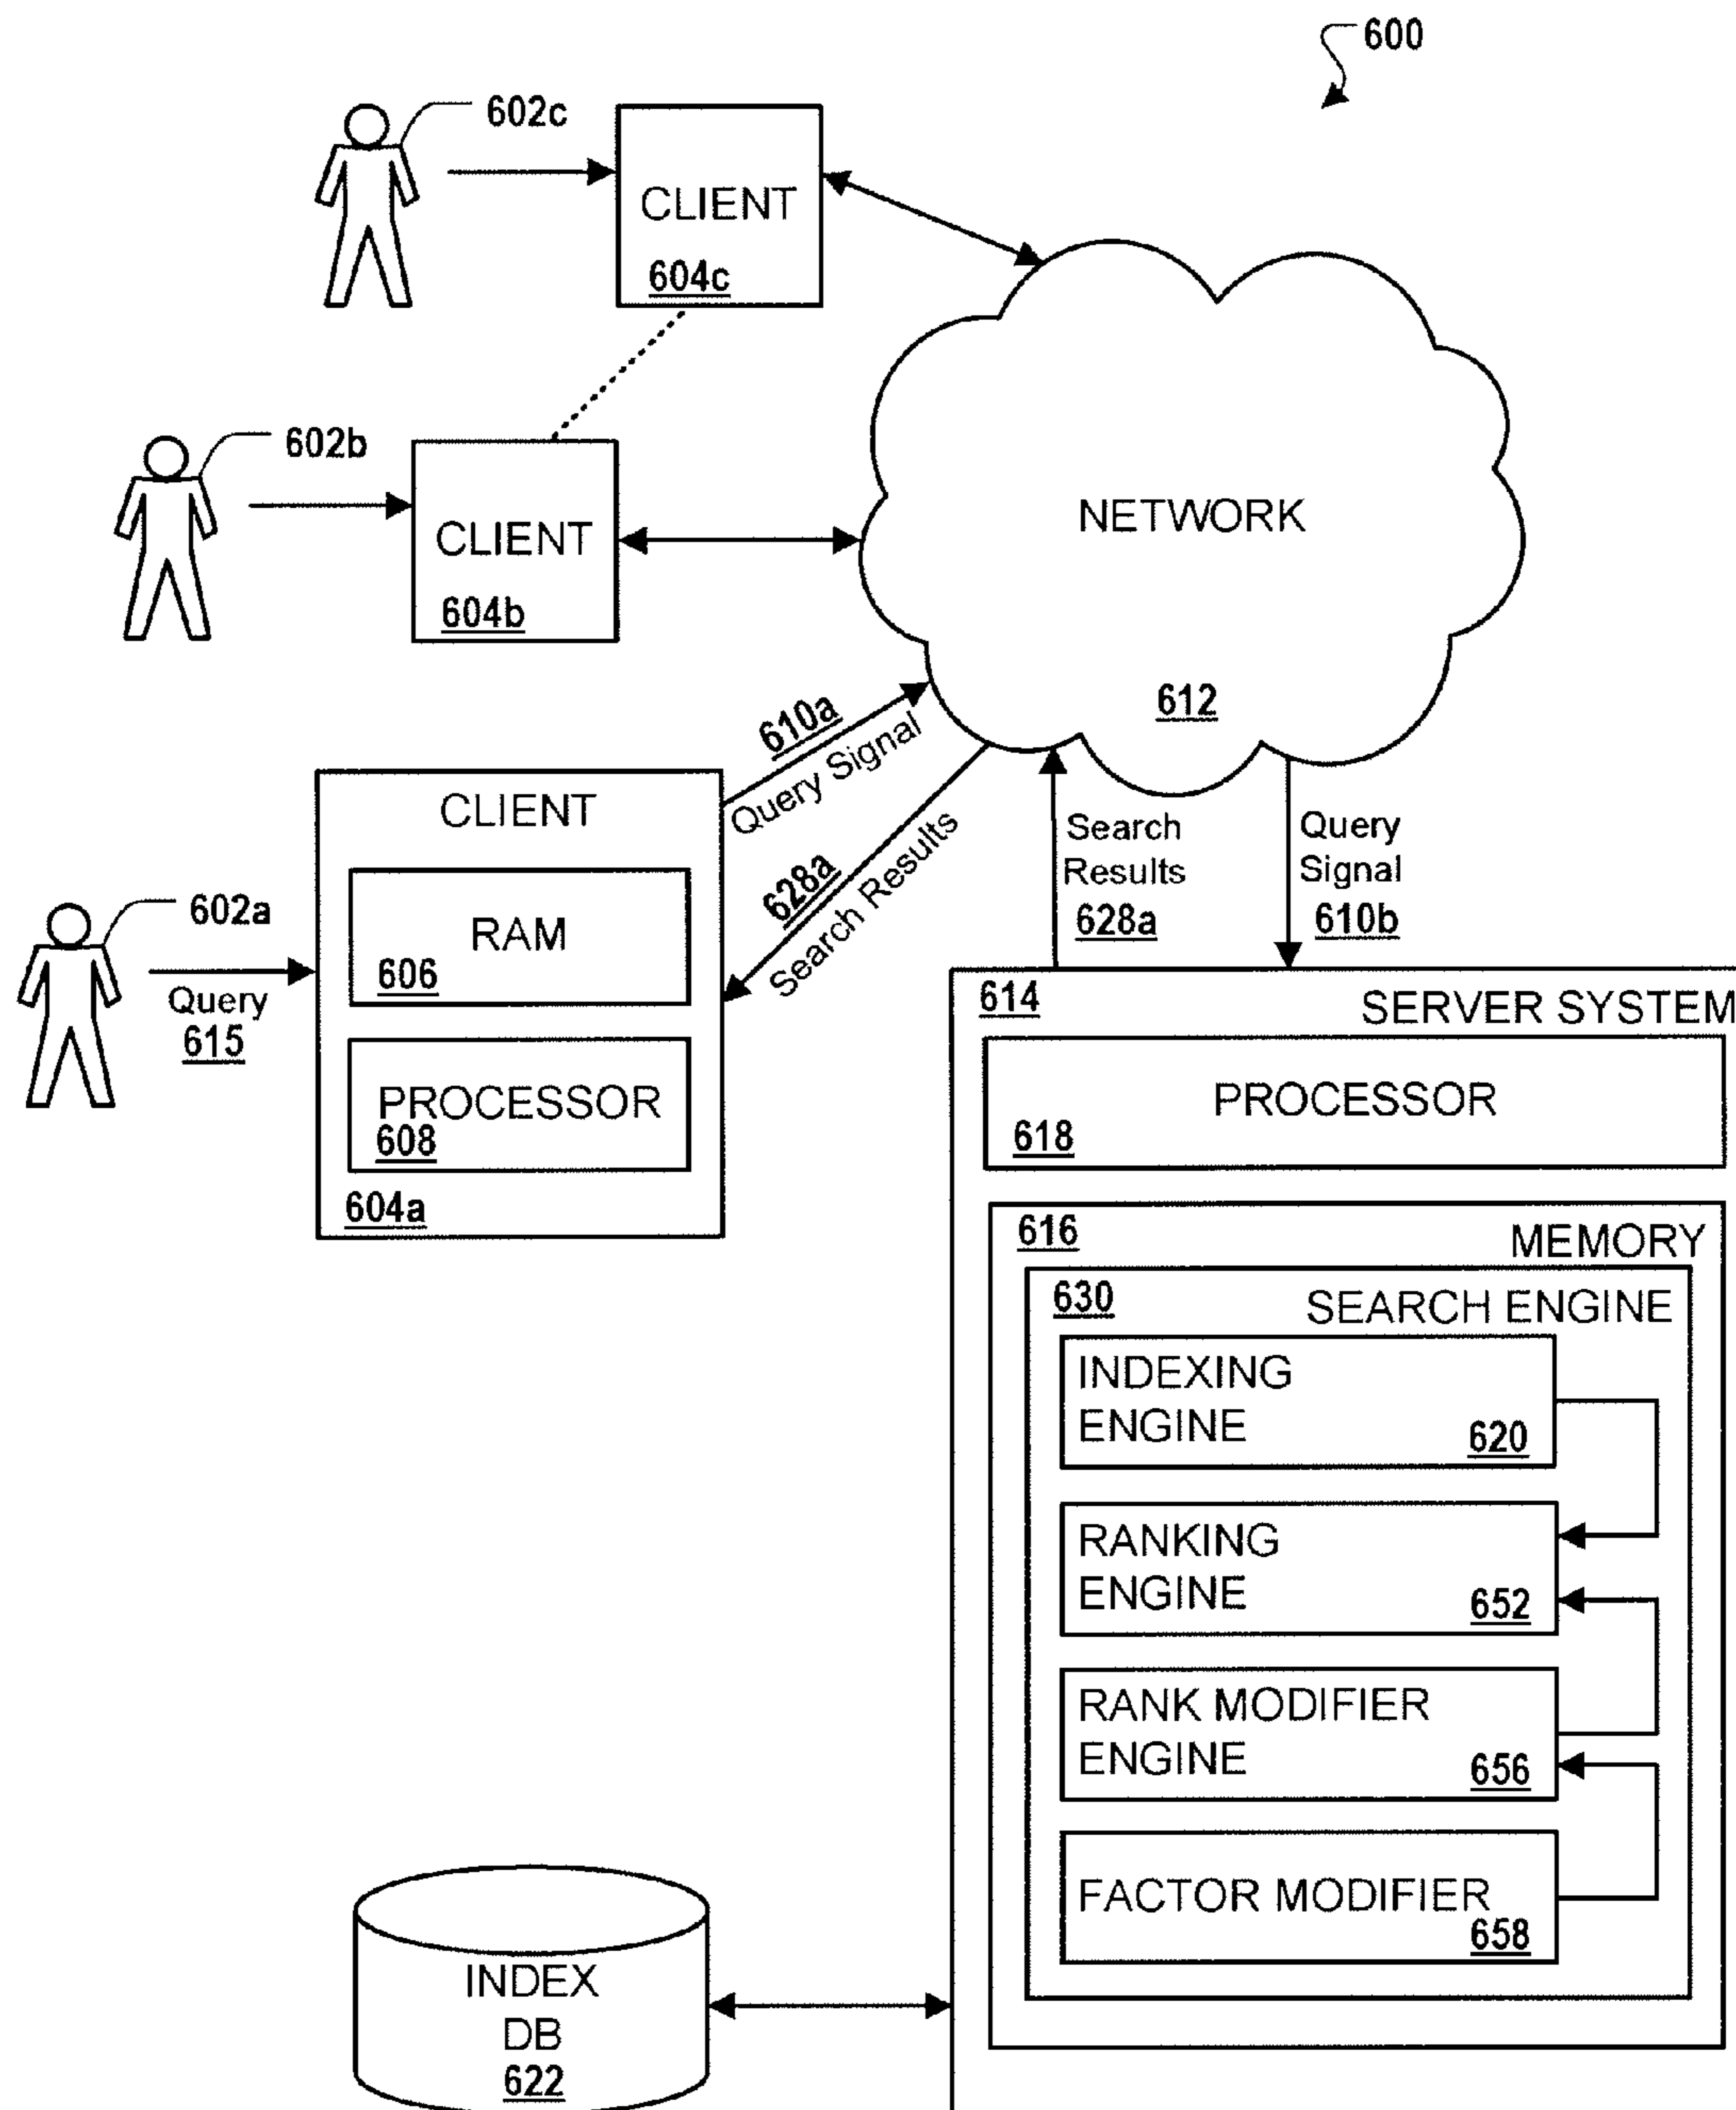 600
602c
CLIENT
604c
602b
CLIENT
604b
NETWORK
612
610a
Query Signal
628a
Search Results
Search
Results
628a
Query
Signal
610b
602a
Query
615
CLIENT
RAM
606
PROCESSOR
608
604a
614
SERVER SYSTEM
PROCESSOR
618
616
MEMORY
630
SEARCH ENGINE
INDEXING
ENGINE
620
RANKING
ENGINE
652
RANK MODIFIER
ENGINE
656
FACTOR MODIFIER
658
INDEX
DB
622